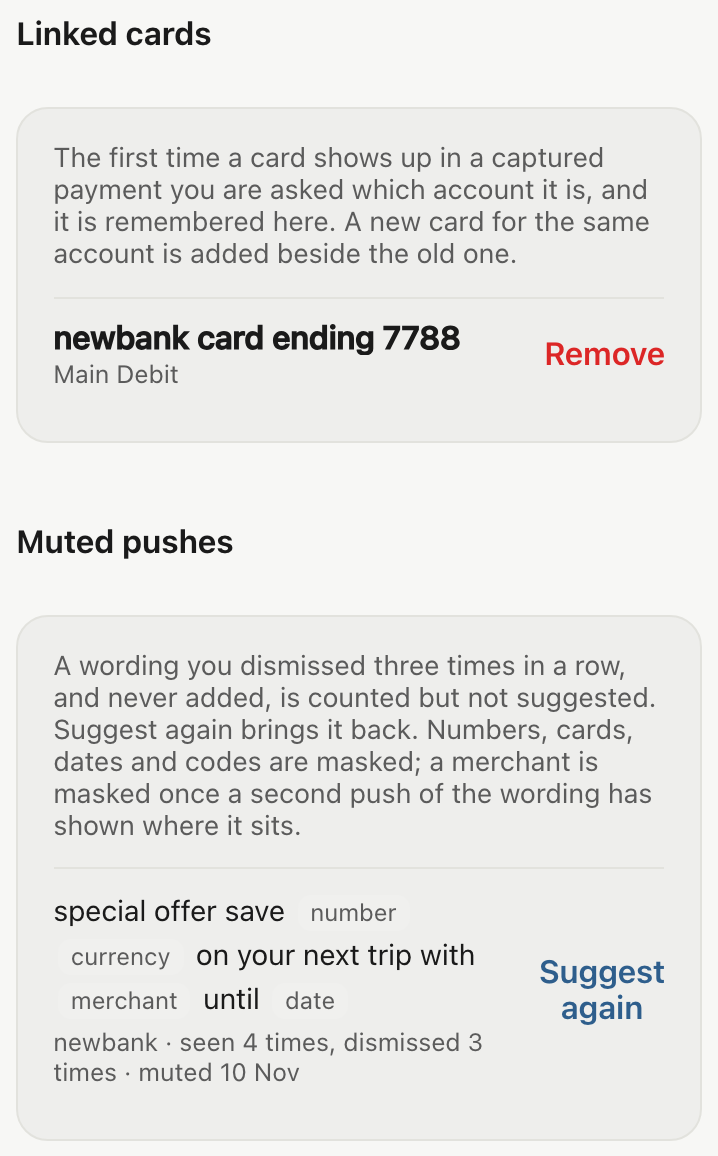 Linked cards
The first time a card shows up in a captured
payment you are asked which account it is, and
it is remembered here. A new card for the same
account is added beside the old one.
newbank card ending 7788
Main Debit
Remove
Muted pushes
A wording you dismissed three times in a row,
and never added, is counted but not suggested.
Suggest again brings it back. Numbers, cards,
dates and codes are masked; a merchant is
masked once a second push of the wording has
shown where it sits.
special offer save number
currency on your next trip with
merchant until date
newbank · seen 4 times, dismissed 3
times · muted 10 Nov
Suggest
again